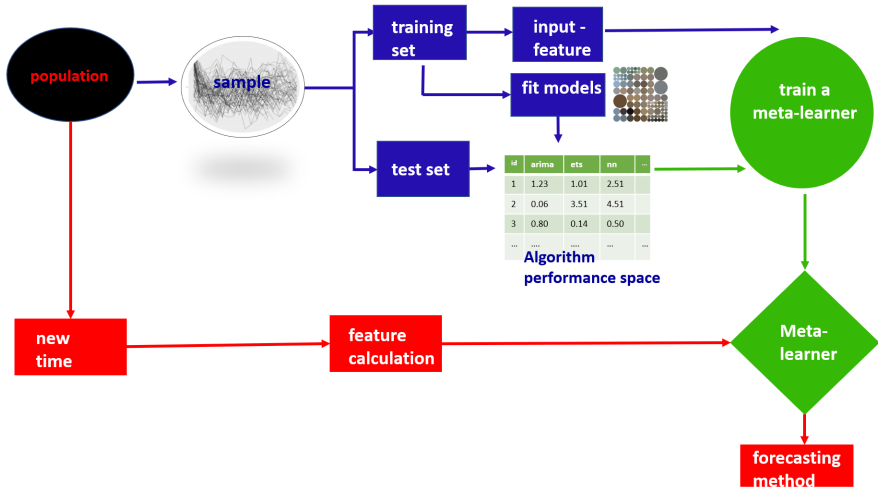 population
sample
training
set
input -
feature
fit models
train a
meta-learner
test set
id arima ets nn ...
1 1.23 1.01 2.51
2 0.06 3.51 4.51
3 0.80 0.14 0.50
... .... .... ... ...
Algorithm
performance space
new
time
feature
calculation
Meta-
learner
forecasting
method